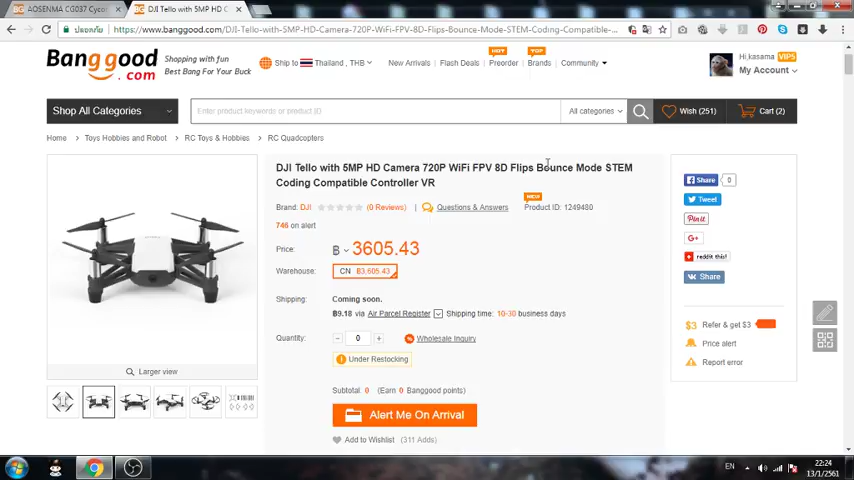 AOSENMA CG037 Cyco
DJI Tello with 5MP HD C
https://www.banggood.com/DJI-Tello-with-5MP-HD-Camera-720P-WiFi-FPV-8D-Flips-Bounce-Mode-STEM-Coding-Compatible-...
Banggood.com
Shopping with fun
Best Bang For Your Buck
Ship to Thailand, THB
New Arrivals
Flash Deals
HOT
Preorder
TOP
Brands
Community
Hi,kasama VIP5
My Account
Shop All Categories
Enter product keywords or product ID
All categories
Wish (251)
Cart (2)
Home > Toys Hobbies and Robot > RC Toys & Hobbies > RC Quadcopters
DJI Tello with 5MP HD Camera 720P WiFi FPV 8D Flips Bounce Mode STEM
Coding Compatible Controller VR
NEW
Brand: DJI (0 Reviews) | Questions & Answers Product ID: 1249480
746 on alert
Price: ฿ 3605.43
Warehouse: CN ฿3,605.43
Shipping: Coming soon.
฿9.18 via Air Parcel Register Shipping time: 10-30 business days
Quantity: - 0 + Wholesale Inquiry
Under Restocking
Subtotal: 0 (Earn 0 Banggood points)
Alert Me On Arrival
Add to Wishlist (311 Adds)
Larger view
Share 0
Tweet
Pin it
G+
reddit this!
Share
$3 Refer & get $3
Price alert
Report error
EN
22:24
13/1/2561